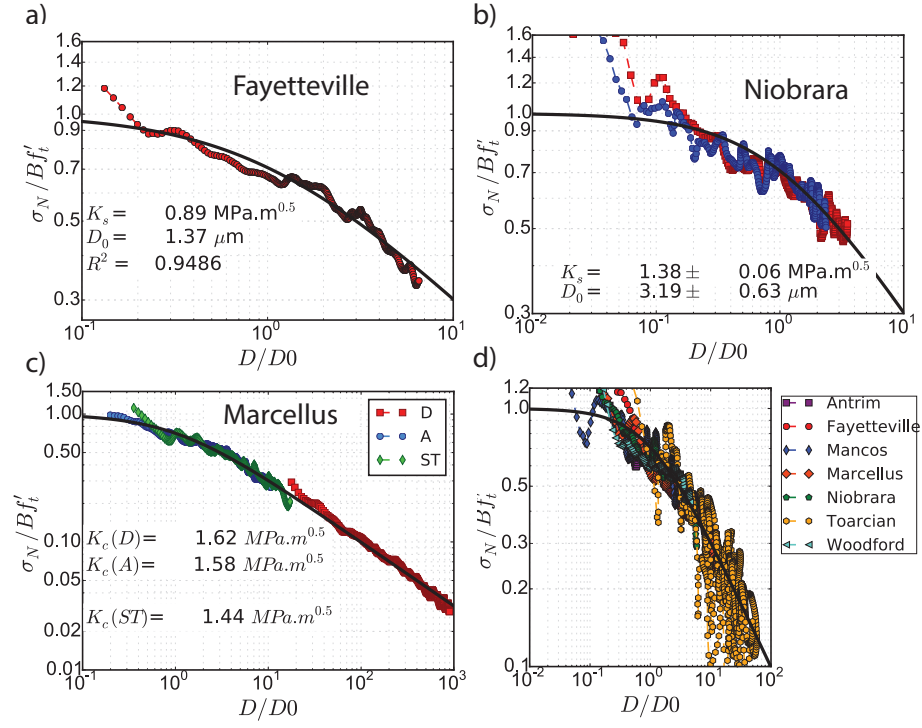 a)
Fayetteville
1.6
1.2
1.0
0.9
0.7
0.5
0.3
σ_N/Bf'_t
K_s = 0.89 MPa.m^0.5
D_0 = 1.37 μm
R^2 = 0.9486
10^-1 10^0 10^1
D/D0
b)
Niobrara
1.6
1.2
1.0
0.9
0.7
0.5
0.3
σ_N/Bf'_t
K_s = 1.38 ± 0.06 MPa.m^0.5
D_0 = 3.19 ± 0.63 μm
10^-2 10^-1 10^0 10^1
D/D0
c)
Marcellus
1.50
1.00
0.50
0.10
0.05
0.02
0.01
σ_N/Bf'_t
D
A
ST
K_c(D)= 1.62 MPa.m^0.5
K_c(A)= 1.58 MPa.m^0.5
K_c(ST)= 1.44 MPa.m^0.5
10^-1 10^0 10^1 10^2 10^3
D/D0
d)
1.2
1.0
0.5
0.3
0.2
0.1
σ_N/Bf'_t
10^-2 10^-1 10^0 10^1 10^2
D/D0
Antrim
Fayetteville
Mancos
Marcellus
Niobrara
Toarcian
Woodford